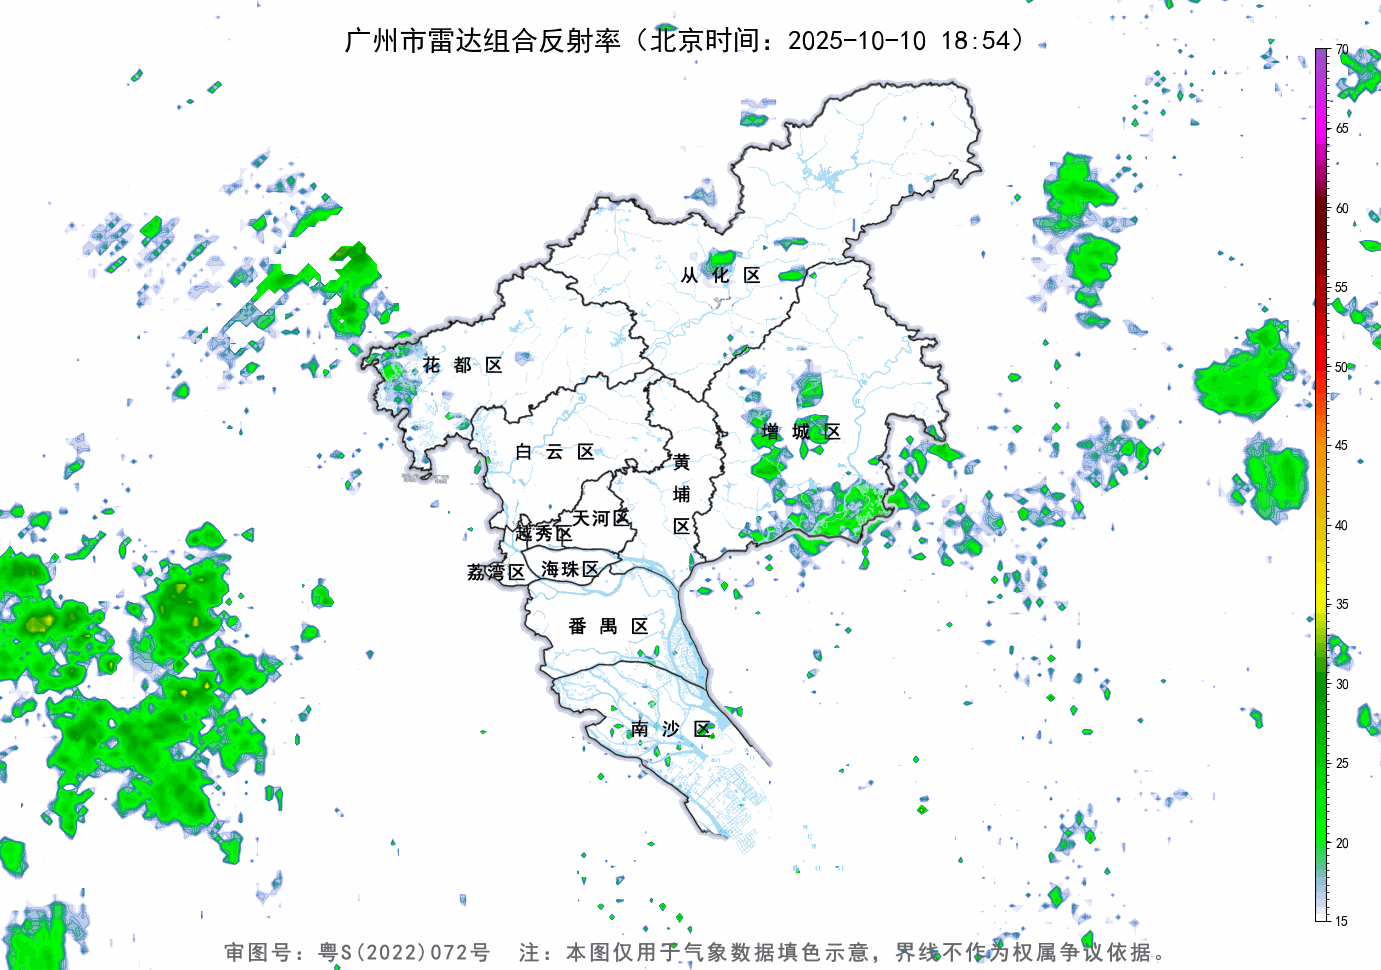 广州市雷达组合反射率（北京时间：2025-10-10 18:54）
70
65
60
55
50
45
40
35
30
25
20
15
从化区
花都区
增城区
白云区
黄埔区
天河区
越秀区
荔湾区
海珠区
番禺区
南沙区
审图号：粤S(2022)072号 注：本图仅用于气象数据填色示意，界线不作为权属争议依据。